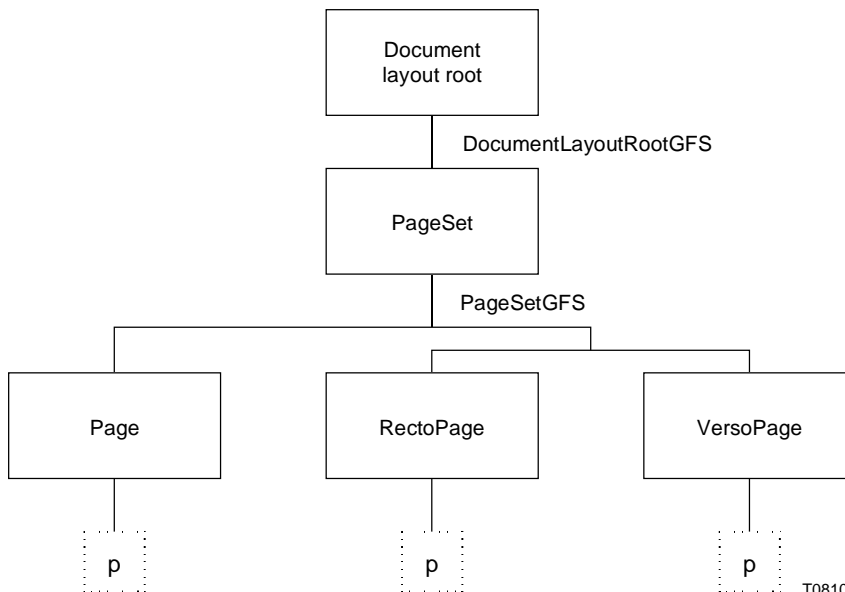 Document
layout root
DocumentLayoutRootGFS
PageSet
PageSetGFS
Page
RectoPage
VersoPage
p
p
p
T0810